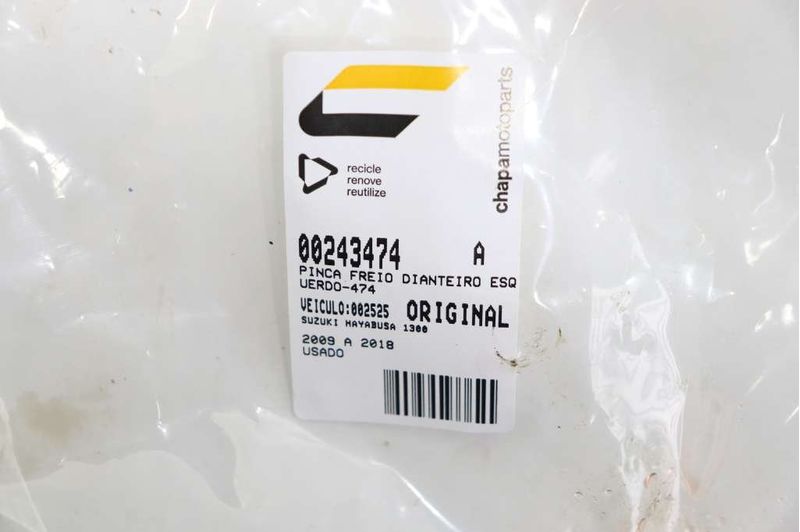 chapamotoparts
recicle
renove
reutilize
00243474 A
PINCA FREIO DIANTEIRO ESQ
UERDO-474
VEICULO:002525 ORIGINAL
SUZUKI HAYABUSA 1300
2009 A 2018
USADO